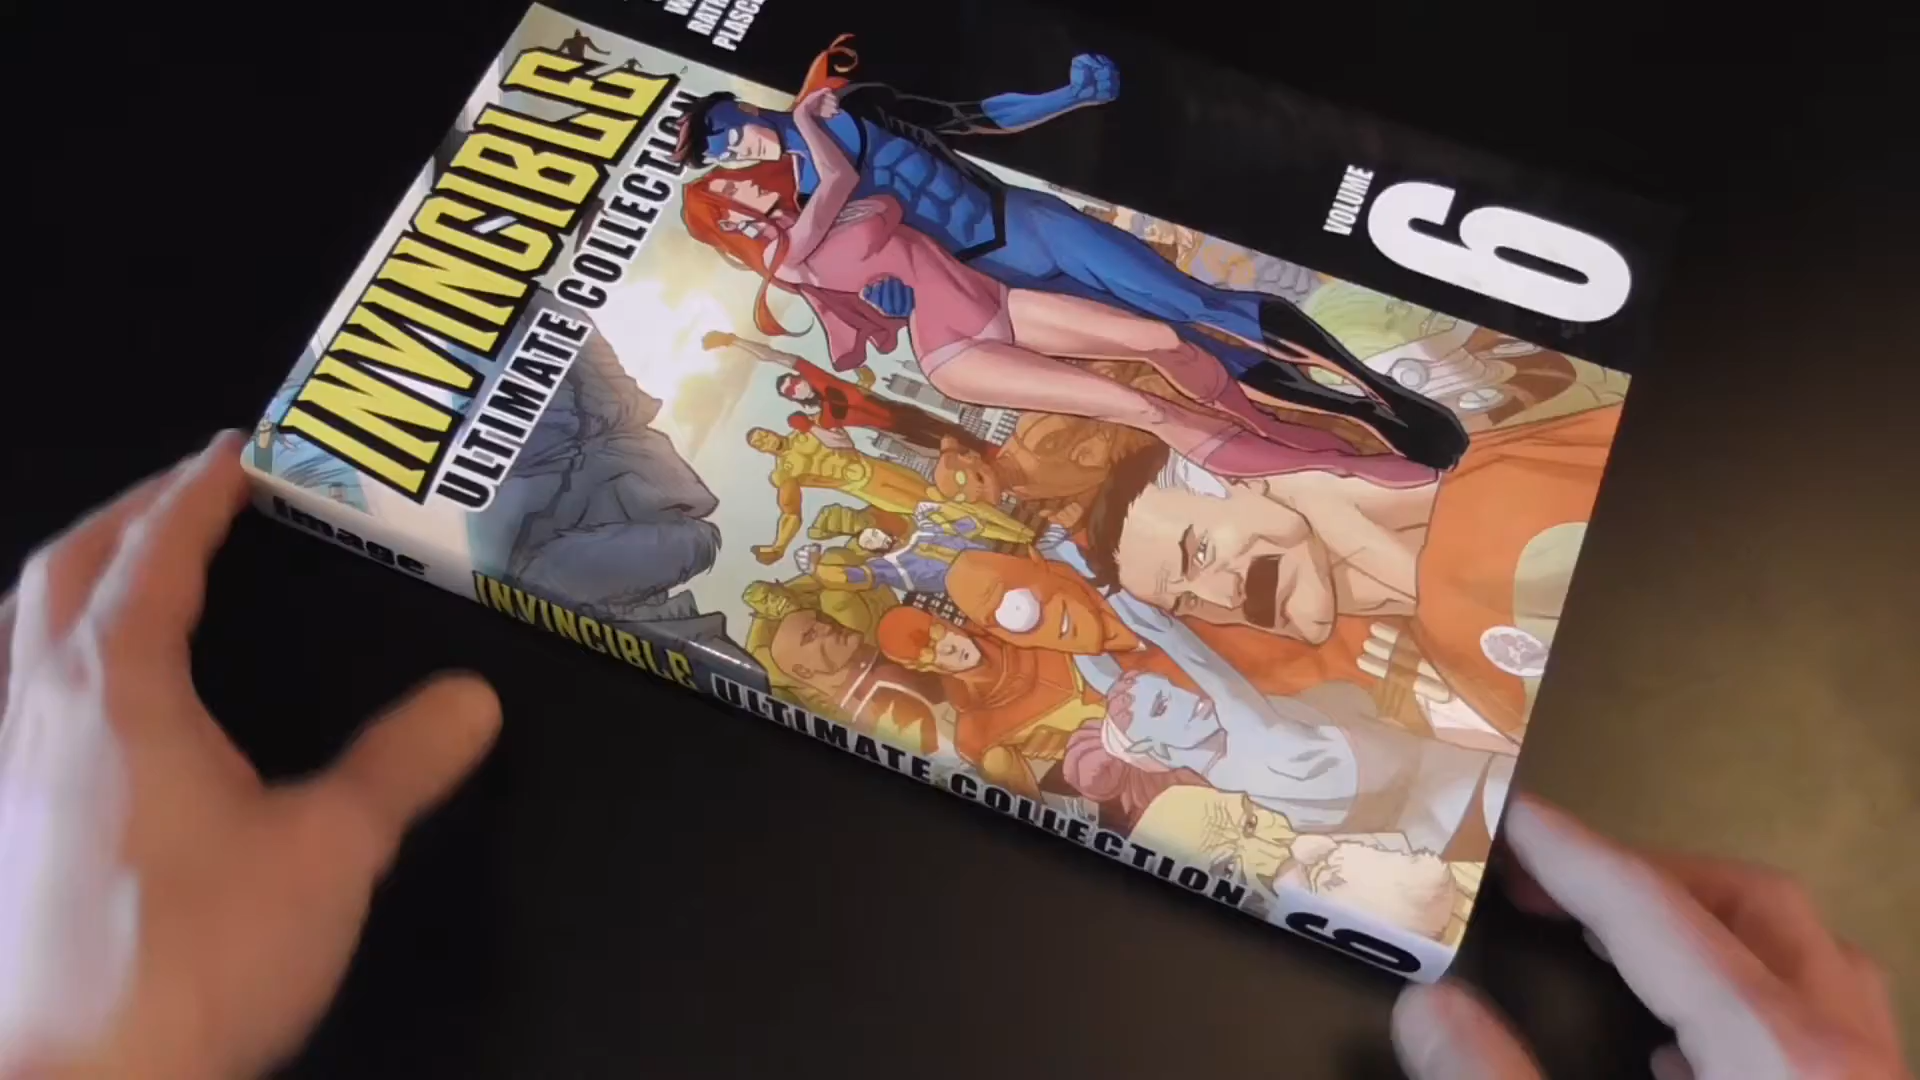 INVINCIBLE
ULTIMATE COLLECTION
VOLUME
6
image
INVINCIBLE ULTIMATE COLLECTION 6